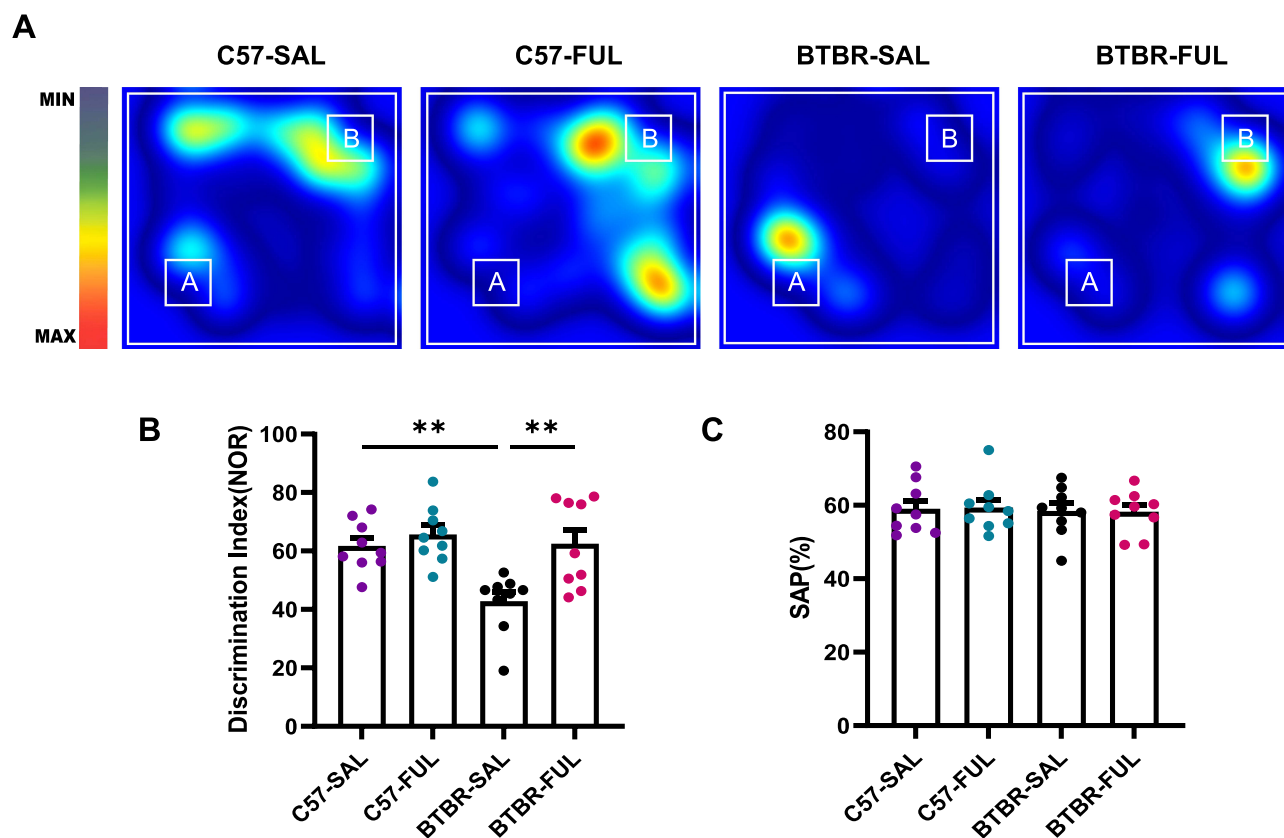 A
C57-SAL
C57-FUL
BTBR-SAL
BTBR-FUL
MIN
MAX
B
A
B
A
B
A
B
A
B
Discrimination Index(NOR)
100
80
60
40
20
0
**
**
C57-SAL
C57-FUL
BTBR-SAL
BTBR-FUL
C
SAP(%)
80
60
40
20
0
C57-SAL
C57-FUL
BTBR-SAL
BTBR-FUL